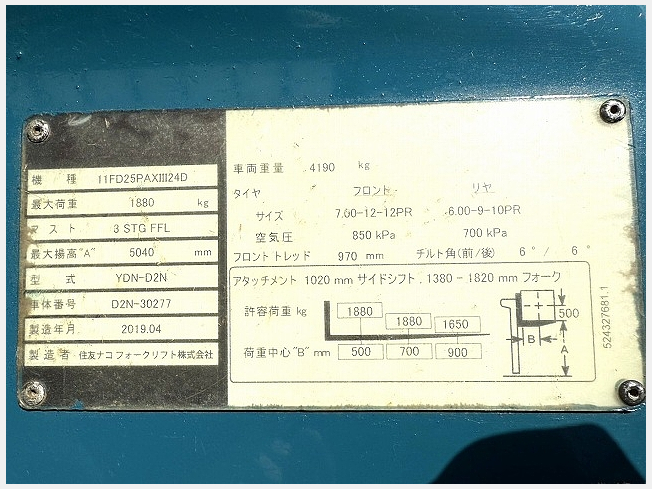 機 種 11FD25PAXIII24D
最大荷重 1880 kg
マスト 3 STG FFL
最大揚高"A" 5040 mm
型 式 YDN-D2N
車体番号 D2N-30277
製造年月 2019.04
製造者 住友ナコフォークリフト株式会社
車両重量 4190 kg
タイヤ フロント リヤ
サイズ 7.00-12-12PR 6.00-9-10PR
空気圧 850 kPa 700 kPa
フロントトレッド 970 mm チルト角(前/後) 6°/ 6°
アタッチメント 1020 mm サイドシフト , 1380 - 1820 mm フォーク
許容荷重 kg 1880 1880 1650
荷重中心"B" mm 500 700 900
500
B
A
524327681.1